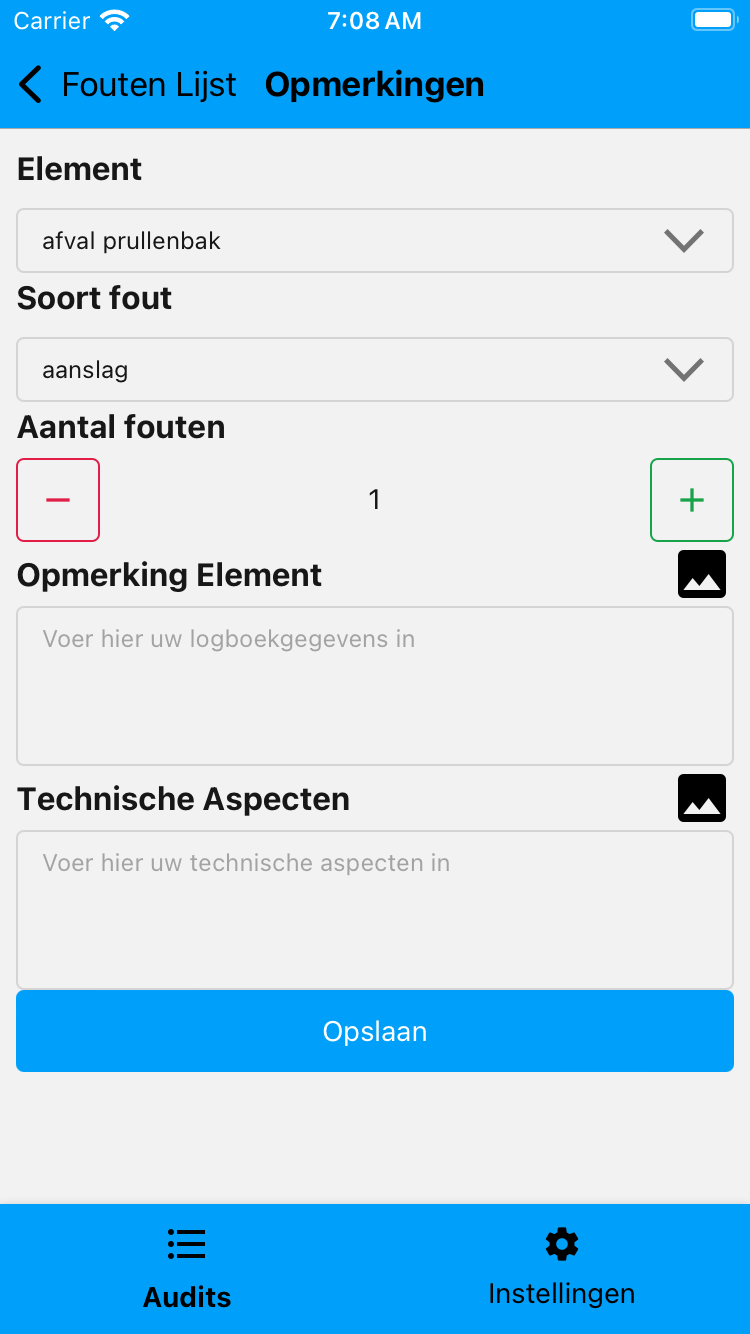 Carrier 7:08 AM
Fouten Lijst Opmerkingen
Element
afval prullenbak
Soort fout
aanslag
Aantal fouten
− 1 +
Opmerking Element
Voer hier uw logboekgegevens in
Technische Aspecten
Voer hier uw technische aspecten in
Opslaan
Audits Instellingen